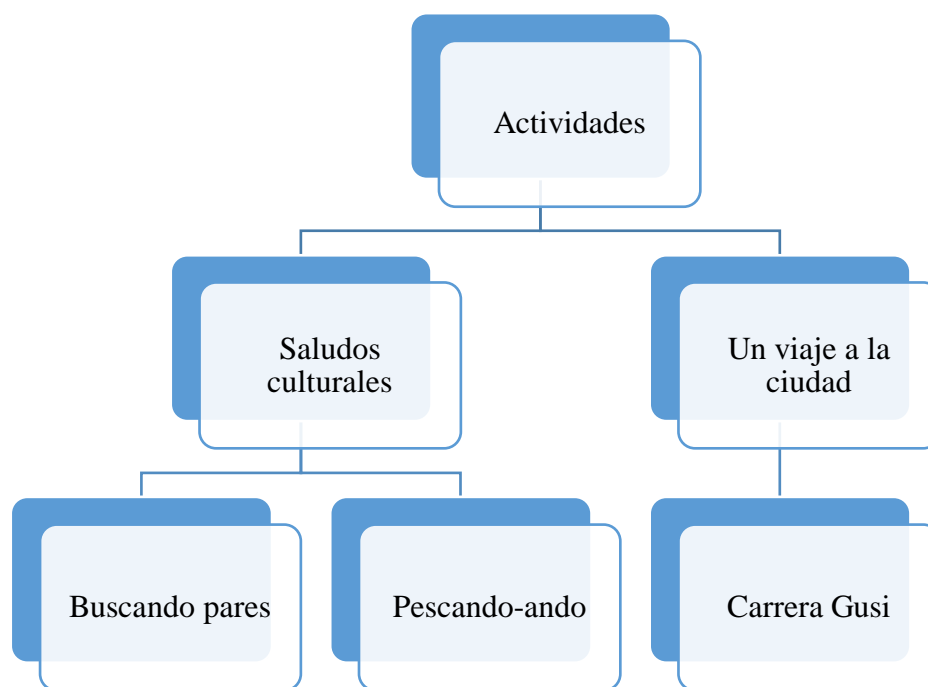 Actividades
Saludos
culturales
Un viaje a la
ciudad
Buscando pares
Pescando-ando
Carrera Gusi